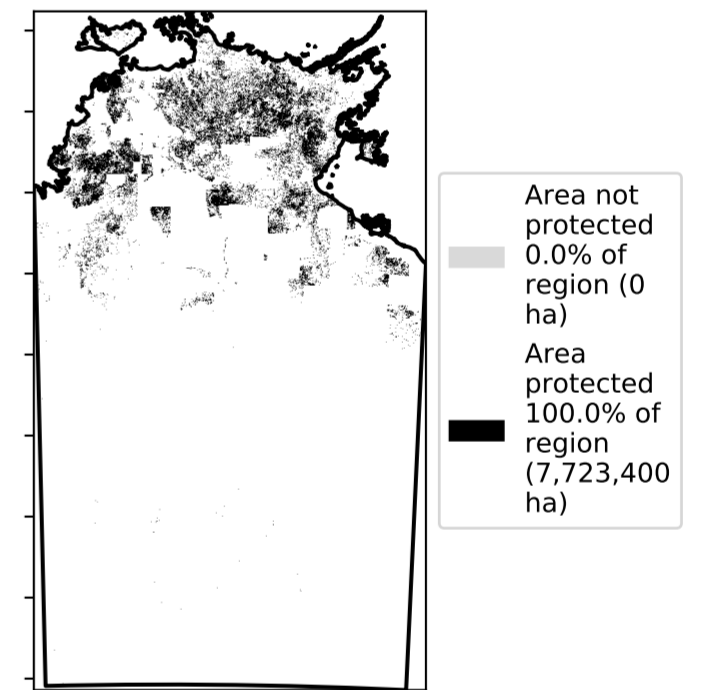 Area not
protected
0.0% of
region (0
ha)
Area
protected
100.0% of
region
(7,723,400
ha)